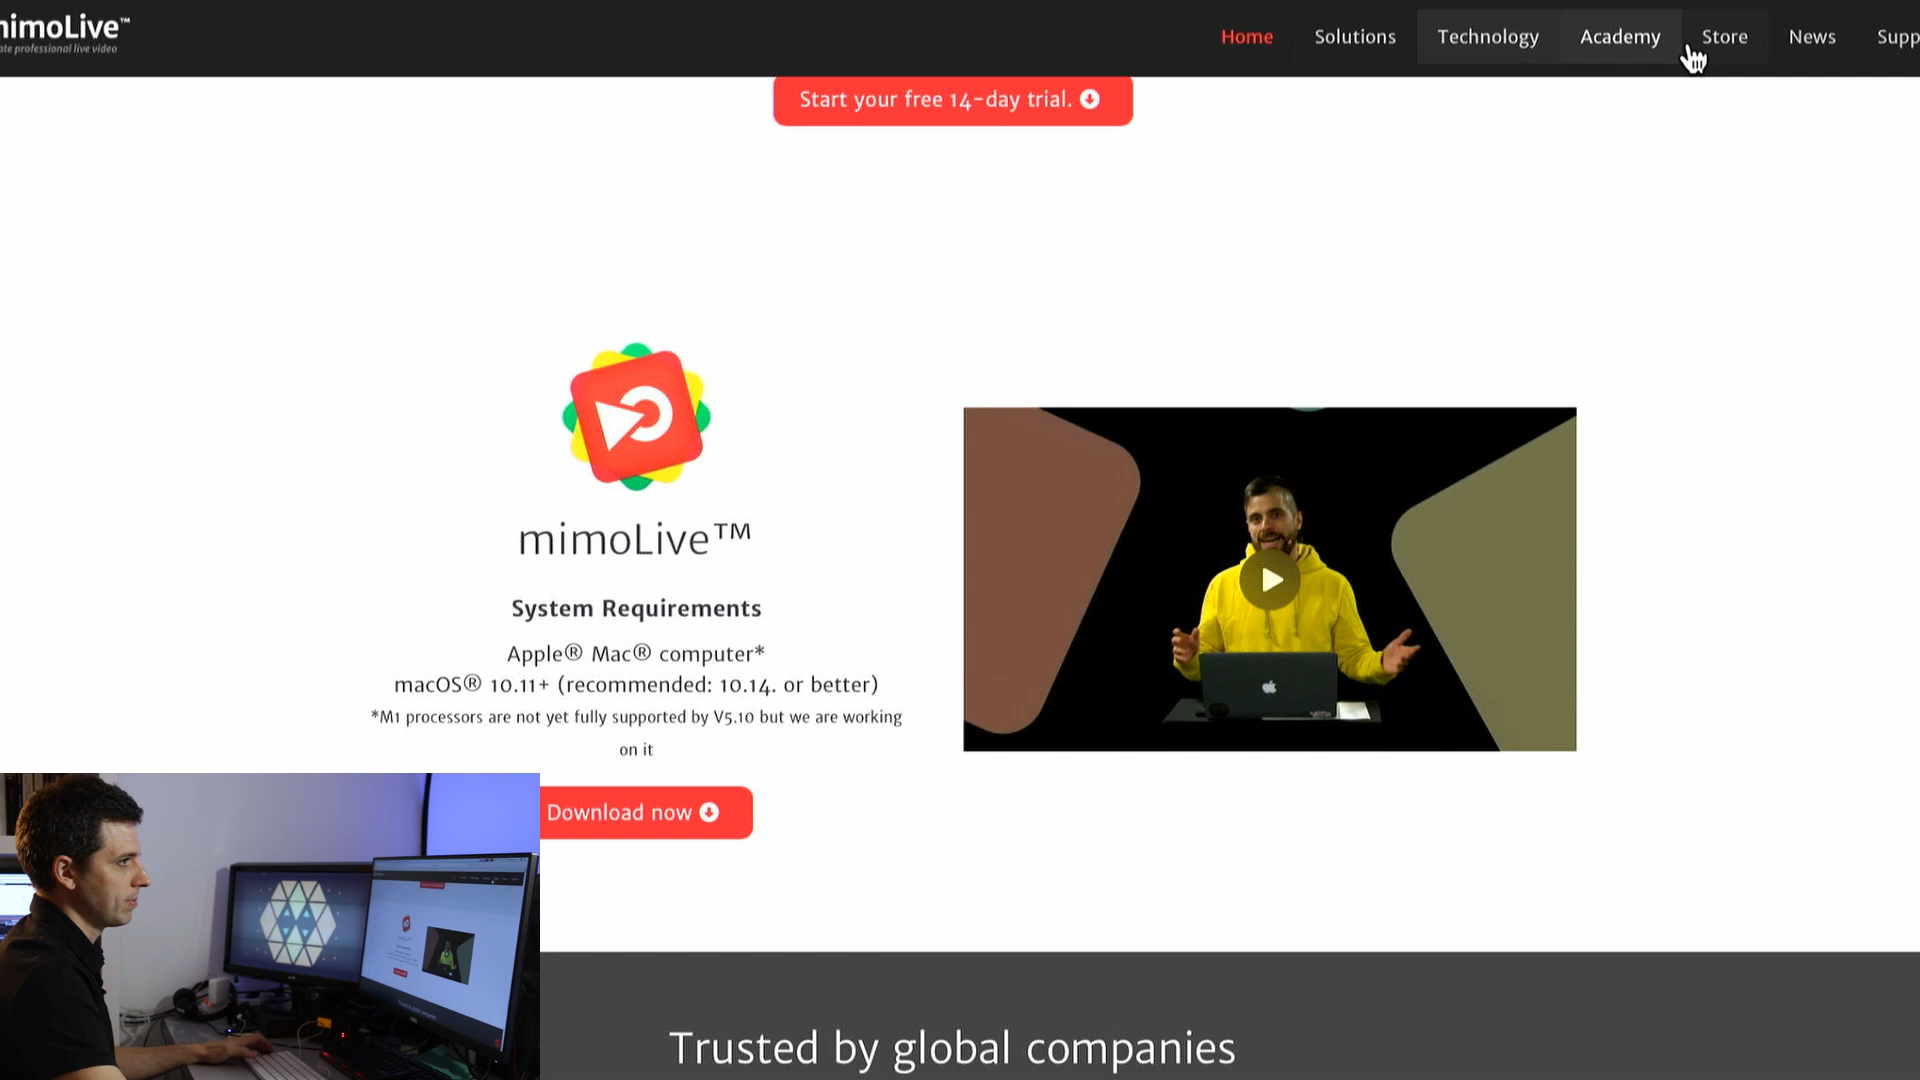 mimoLive™
ate professional live video
Home
Solutions
Technology
Academy
Store
News
Supp
Start your free 14-day trial.
mimoLive™
System Requirements
Apple® Mac® computer*
macOS® 10.11+ (recommended: 10.14. or better)
*M1 processors are not yet fully supported by V5.10 but we are working
on it
Download now
Trusted by global companies